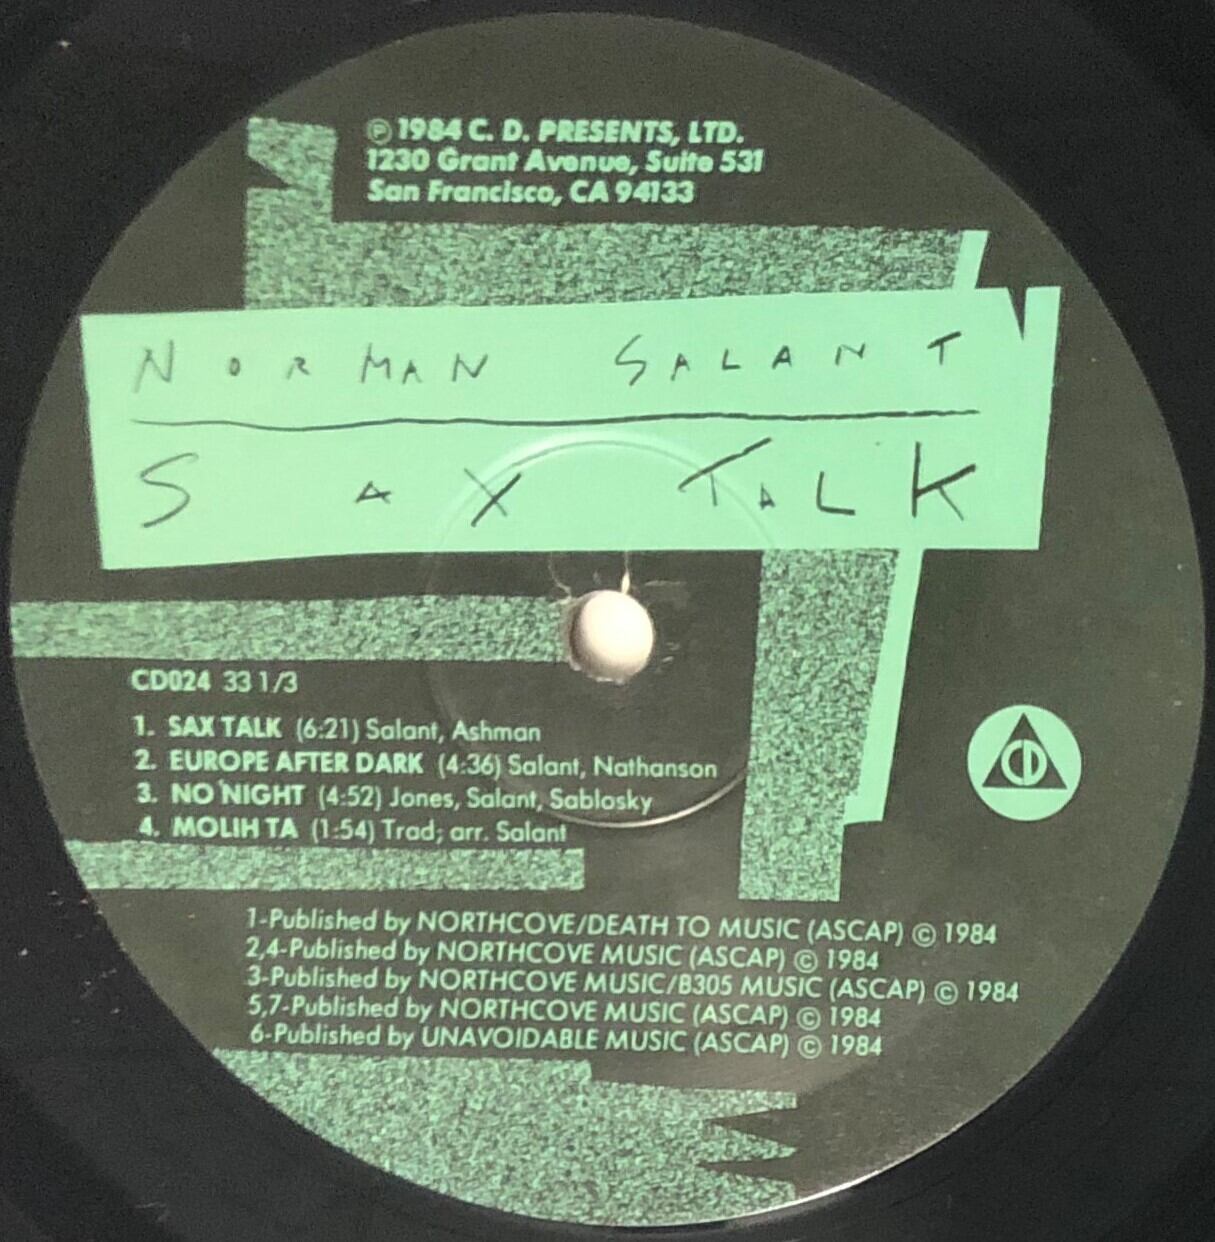 ℗ 1984 C. D. PRESENTS, LTD.
1230 Grant Avenue, Suite 531
San Francisco, CA 94133
NORMAN SALANT
SAX TALK
CD024 33 1/3
1. SAX TALK (6:21) Salant, Ashman
2. EUROPE AFTER DARK (4:36) Salant, Nathanson
3. NO NIGHT (4:52) Jones, Salant, Sablosky
4. MOLIH TA (1:54) Trad; arr. Salant
CD
1-Published by NORTHCOVE/DEATH TO MUSIC (ASCAP) © 1984
2,4-Published by NORTHCOVE MUSIC (ASCAP) © 1984
3-Published by NORTHCOVE MUSIC/B305 MUSIC (ASCAP) © 1984
5,7-Published by NORTHCOVE MUSIC (ASCAP) © 1984
6-Published by UNAVOIDABLE MUSIC (ASCAP) © 1984